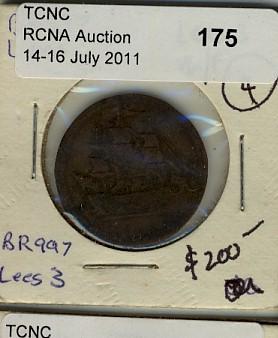 TCNC
RCNA Auction
14-16 July 2011
175
4
BR997
Lees 3
$200-
TCNC